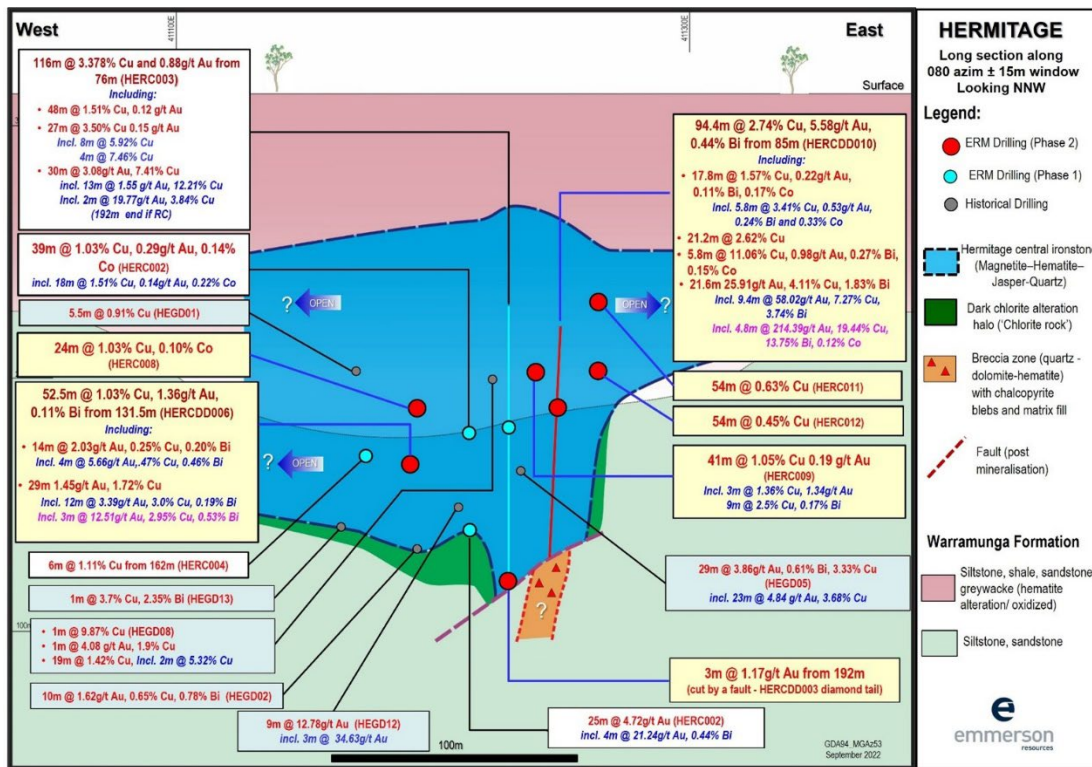 West
411100E
411300E
East
Surface
116m @ 3.378% Cu and 0.88g/t Au from
76m (HERC003)
Including:
• 48m @ 1.51% Cu, 0.12 g/t Au
• 27m @ 3.50% Cu 0.15 g/t Au
Incl. 8m @ 5.92% Cu
4m @ 7.46% Cu
• 30m @ 3.08g/t Au, 7.41% Cu
incl. 13m @ 1.55 g/t Au, 12.21% Cu
Incl. 2m @ 19.77g/t Au, 3.84% Cu
(192m end if RC)
39m @ 1.03% Cu, 0.29g/t Au, 0.14%
Co (HERC002)
incl. 18m @ 1.51% Cu, 0.14g/t Au, 0.22% Co
5.5m @ 0.91% Cu (HEGD01)
24m @ 1.03% Cu, 0.10% Co
(HERC008)
52.5m @ 1.03% Cu, 1.36g/t Au,
0.11% Bi from 131.5m (HERCDD006)
Including:
• 14m @ 2.03g/t Au, 0.25% Cu, 0.20% Bi
Incl. 4m @ 5.66g/t Au,.47% Cu, 0.46% Bi
• 29m 1.45g/t Au, 1.72% Cu
Incl. 12m @ 3.39g/t Au, 3.0% Cu, 0.19% Bi
Incl. 3m @ 12.51g/t Au, 2.95% Cu, 0.53% Bi
6m @ 1.11% Cu from 162m (HERC004)
1m @ 3.7% Cu, 2.35% Bi (HEGD13)
• 1m @ 9.87% Cu (HEGD08)
• 1m @ 4.08 g/t Au, 1.9% Cu
• 19m @ 1.42% Cu, Incl. 2m @ 5.32% Cu
10m @ 1.62g/t Au, 0.65% Cu, 0.78% Bi (HEGD02)
9m @ 12.78g/t Au (HEGD12)
incl. 3m @ 34.63g/t Au
? OPEN
OPEN ?
? OPEN
?
94.4m @ 2.74% Cu, 5.58g/t Au,
0.44% Bi from 85m (HERCDD010)
Including:
• 17.8m @ 1.57% Cu, 0.22g/t Au,
0.11% Bi, 0.17% Co
Incl. 5.8m @ 3.41% Cu, 0.53g/t Au,
0.24% Bi and 0.33% Co
• 21.2m @ 2.62% Cu
• 5.8m @ 11.06% Cu, 0.98g/t Au, 0.27% Bi,
0.15% Co
• 21.6m 25.91g/t Au, 4.11% Cu, 1.83% Bi
Incl. 9.4m @ 58.02g/t Au, 7.27% Cu,
3.74% Bi
Incl. 4.8m @ 214.39g/t Au, 19.44% Cu,
13.75% Bi, 0.12% Co
54m @ 0.63% Cu (HERC011)
54m @ 0.45% Cu (HERC012)
41m @ 1.05% Cu 0.19 g/t Au
(HERC009)
Incl. 3m @ 1.36% Cu, 1.34g/t Au
9m @ 2.5% Cu, 0.17% Bi
29m @ 3.86g/t Au, 0.61% Bi, 3.33% Cu
(HEGD05)
incl. 23m @ 4.84 g/t Au, 3.68% Cu
3m @ 1.17g/t Au from 192m
(cut by a fault - HERCDD003 diamond tail)
25m @ 4.72g/t Au (HERC002)
incl. 4m @ 21.24g/t Au, 0.44% Bi
100m
GDA94_MGAz53
September 2022
HERMITAGE
Long section along
080 azim ± 15m window
Looking NNW
Legend:
ERM Drilling (Phase 2)
ERM Drilling (Phase 1)
Historical Drilling
Hermitage central ironstone
(Magnetite–Hematite–
Jasper-Quartz)
Dark chlorite alteration
halo ('Chlorite rock')
Breccia zone (quartz -
dolomite-hematite)
with chalcopyrite
blebs and matrix fill
Fault (post
mineralisation)
Warramunga Formation
Siltstone, shale, sandstone
greywacke (hematite
alteration/ oxidized)
Siltstone, sandstone
emmerson
resources